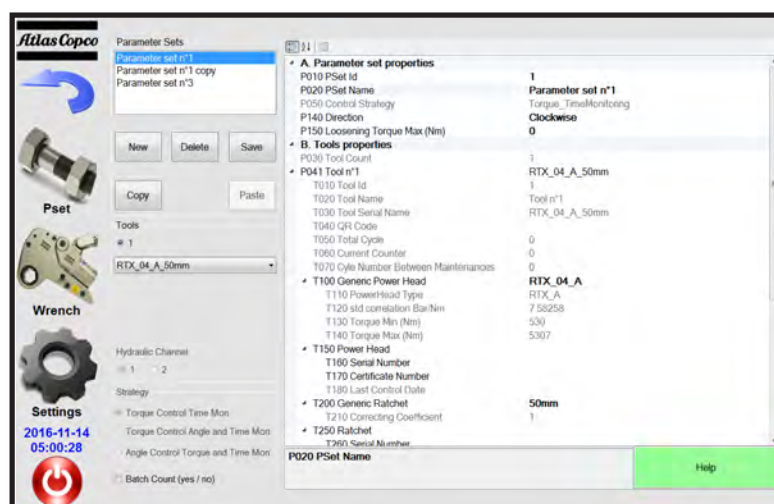 Atlas Copco
Pset
Wrench
Settings
2016-11-14
05:00:28
Parameter Sets
Parameter set n°1
Parameter set n°1 copy
Parameter set n°3
New Delete Save
Copy Paste
Tools
1
RTX_04_A_50mm
Hydraulic Channel
1 2
Strategy
Torque Control Time Mon
Torque Control Angle and Time Mon
Angle Control Torque and Time Mon
Batch Count (yes / no)
A. Parameter set properties
P010 PSet Id 1
P020 PSet Name Parameter set n°1
P050 Control Strategy Torque_TimeMonitoring
P140 Direction Clockwise
P150 Loosening Torque Max (Nm) 0
B. Tools properties
P030 Tool Count 1
P041 Tool n°1 RTX_04_A_50mm
T010 Tool Id 1
T020 Tool Name Tool n°1
T030 Tool Serial Name RTX_04_A_50mm
T040 QR Code
T050 Total Cycle 0
T060 Current Counter 0
T070 Cyle Number Between Maintenances 0
T100 Generic Power Head RTX_04_A
T110 PowerHead Type RTX_A
T120 std correlation Bar/Nm 7.58258
T130 Torque Min (Nm) 530
T140 Torque Max (Nm) 5307
T150 Power Head
T160 Serial Number
T170 Certificate Number
T180 Last Control Date
T200 Generic Ratchet 50mm
T210 Correcting Coefficient 1
T250 Ratchet
T260 Serial Number
P020 PSet Name
Help